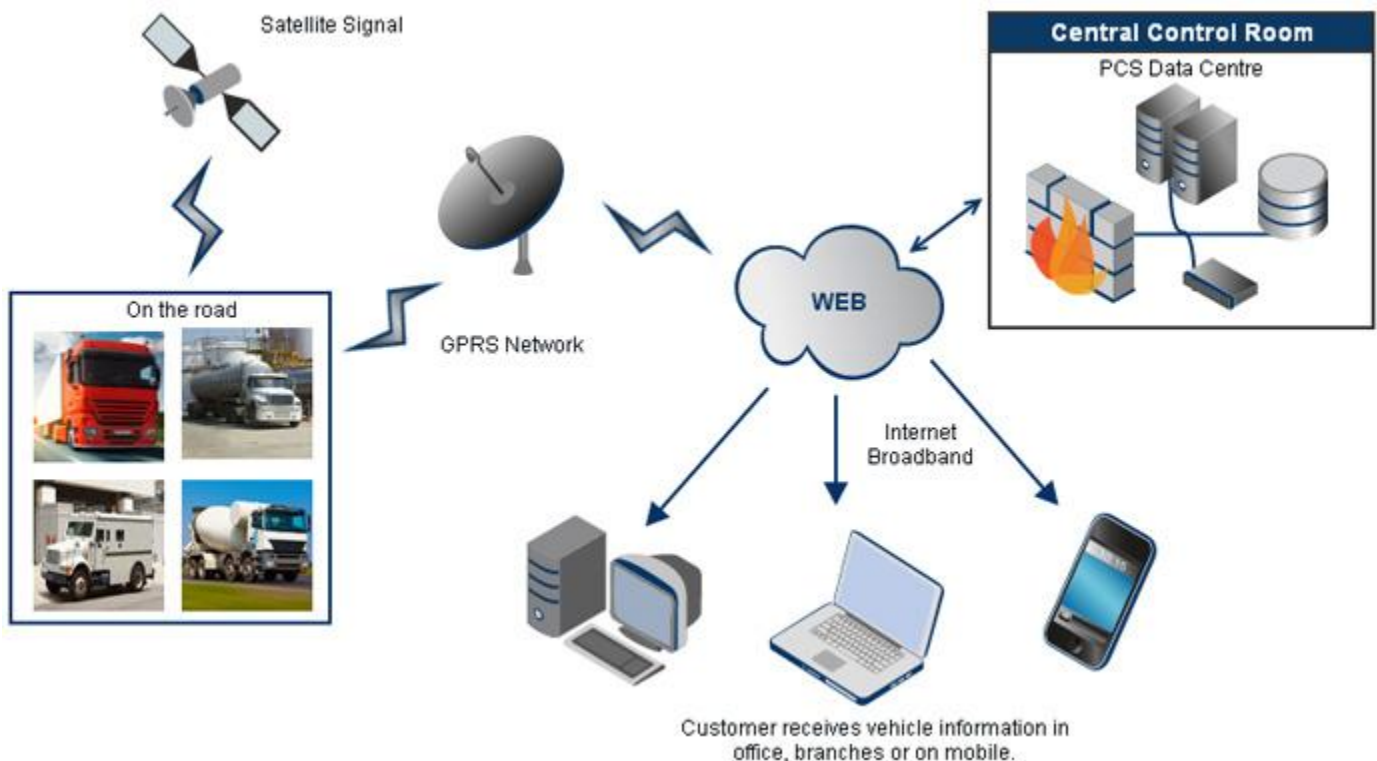 Satellite Signal
Central Control Room
PCS Data Centre
On the road
GPRS Network
WEB
Internet
Broadband
Customer receives vehicle information in
office, branches or on mobile.